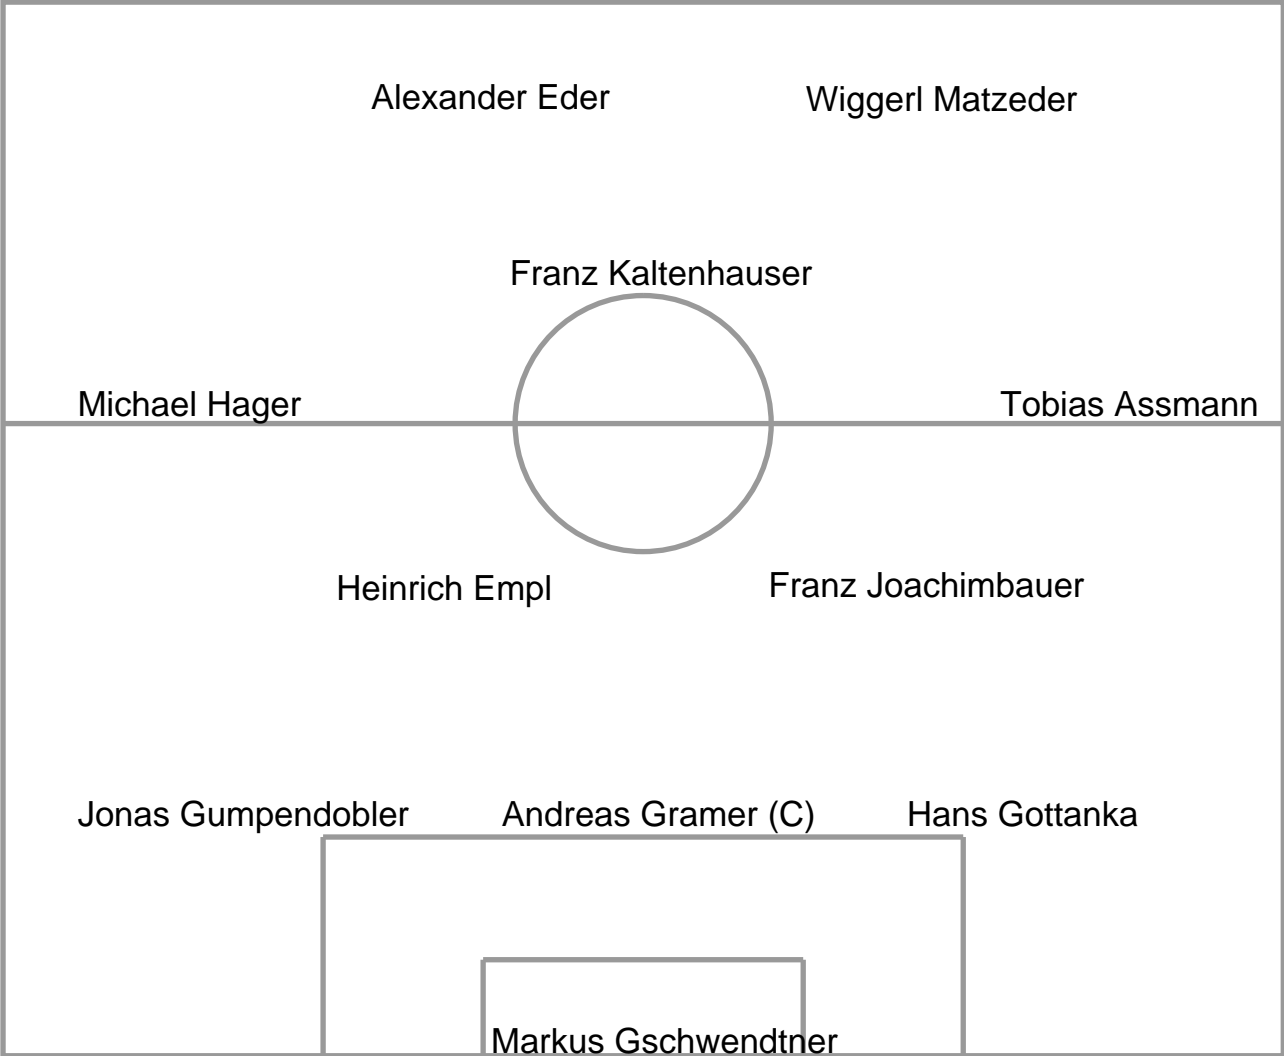 Alexander Eder
Wiggerl Matzeder
Franz Kaltenhauser
Michael Hager
Tobias Assmann
Heinrich Empl
Franz Joachimbauer
Jonas Gumpendobler
Andreas Gramer (C)
Hans Gottanka
Markus Gschwendtner